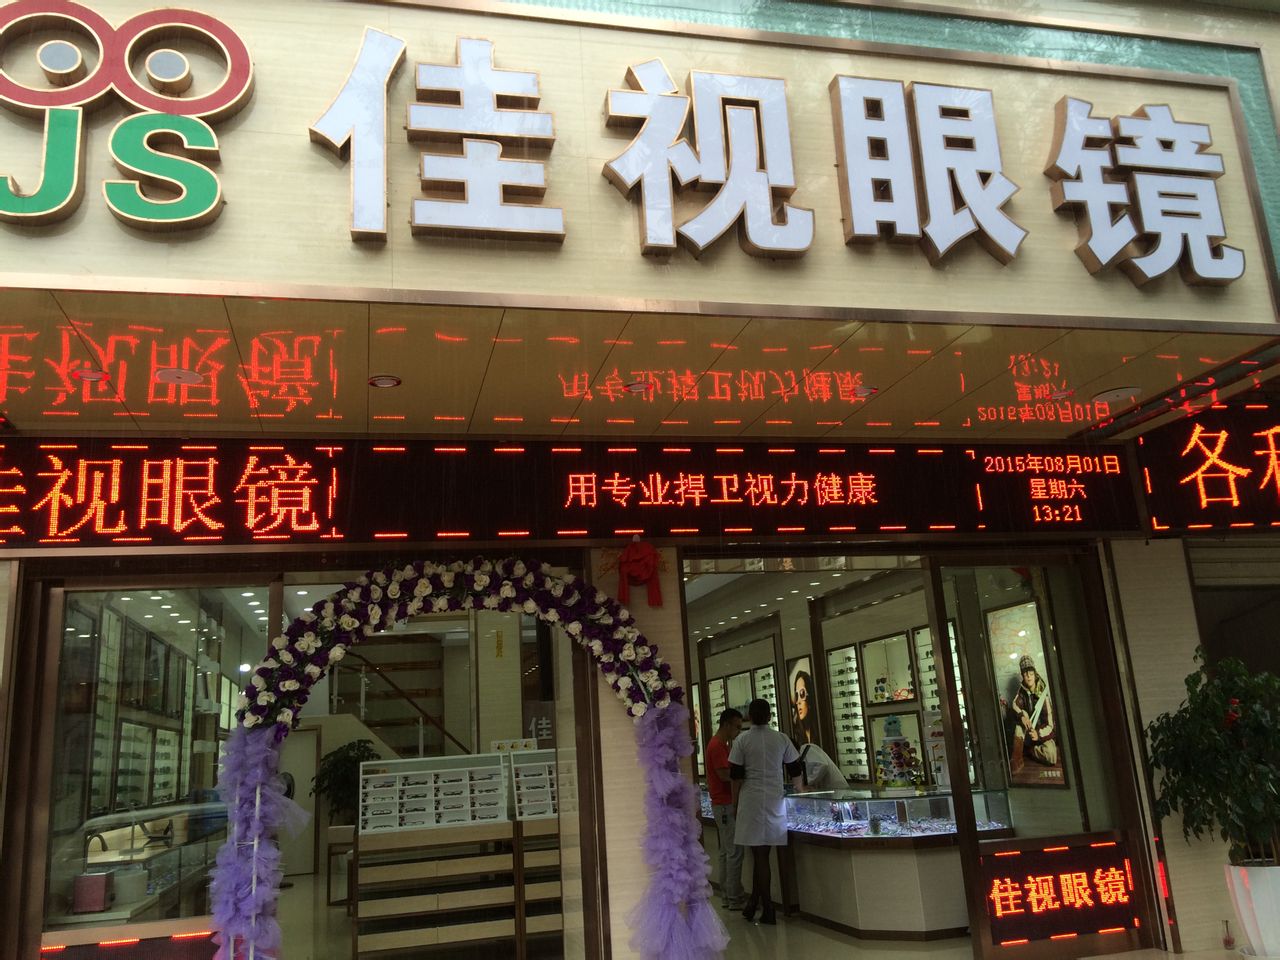 JS 佳视眼镜
佳视眼镜
用专业捍卫视力健康
2015年08月01日
星期六
13:21
各种
佳视眼镜